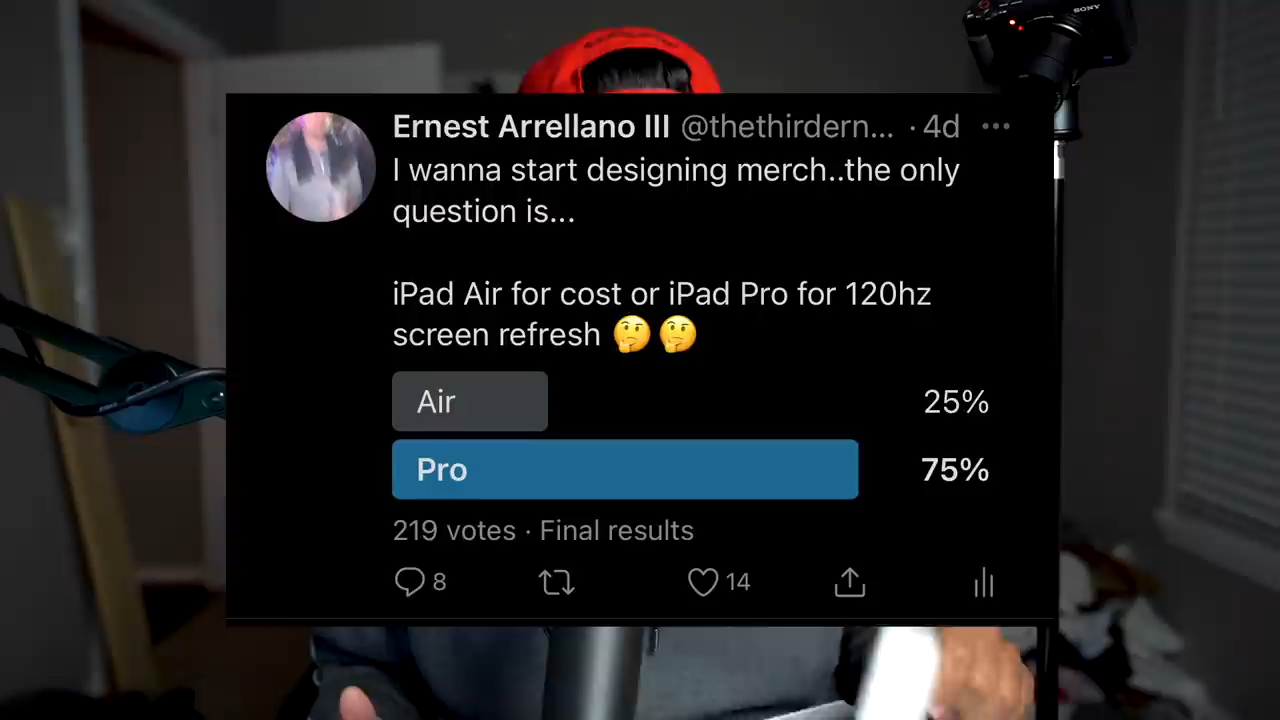 SONY
Ernest Arrellano III @thethirdern... · 4d
I wanna start designing merch..the only
question is...
iPad Air for cost or iPad Pro for 120hz
screen refresh 🤔🤔
Air 25%
Pro 75%
219 votes · Final results
8 14